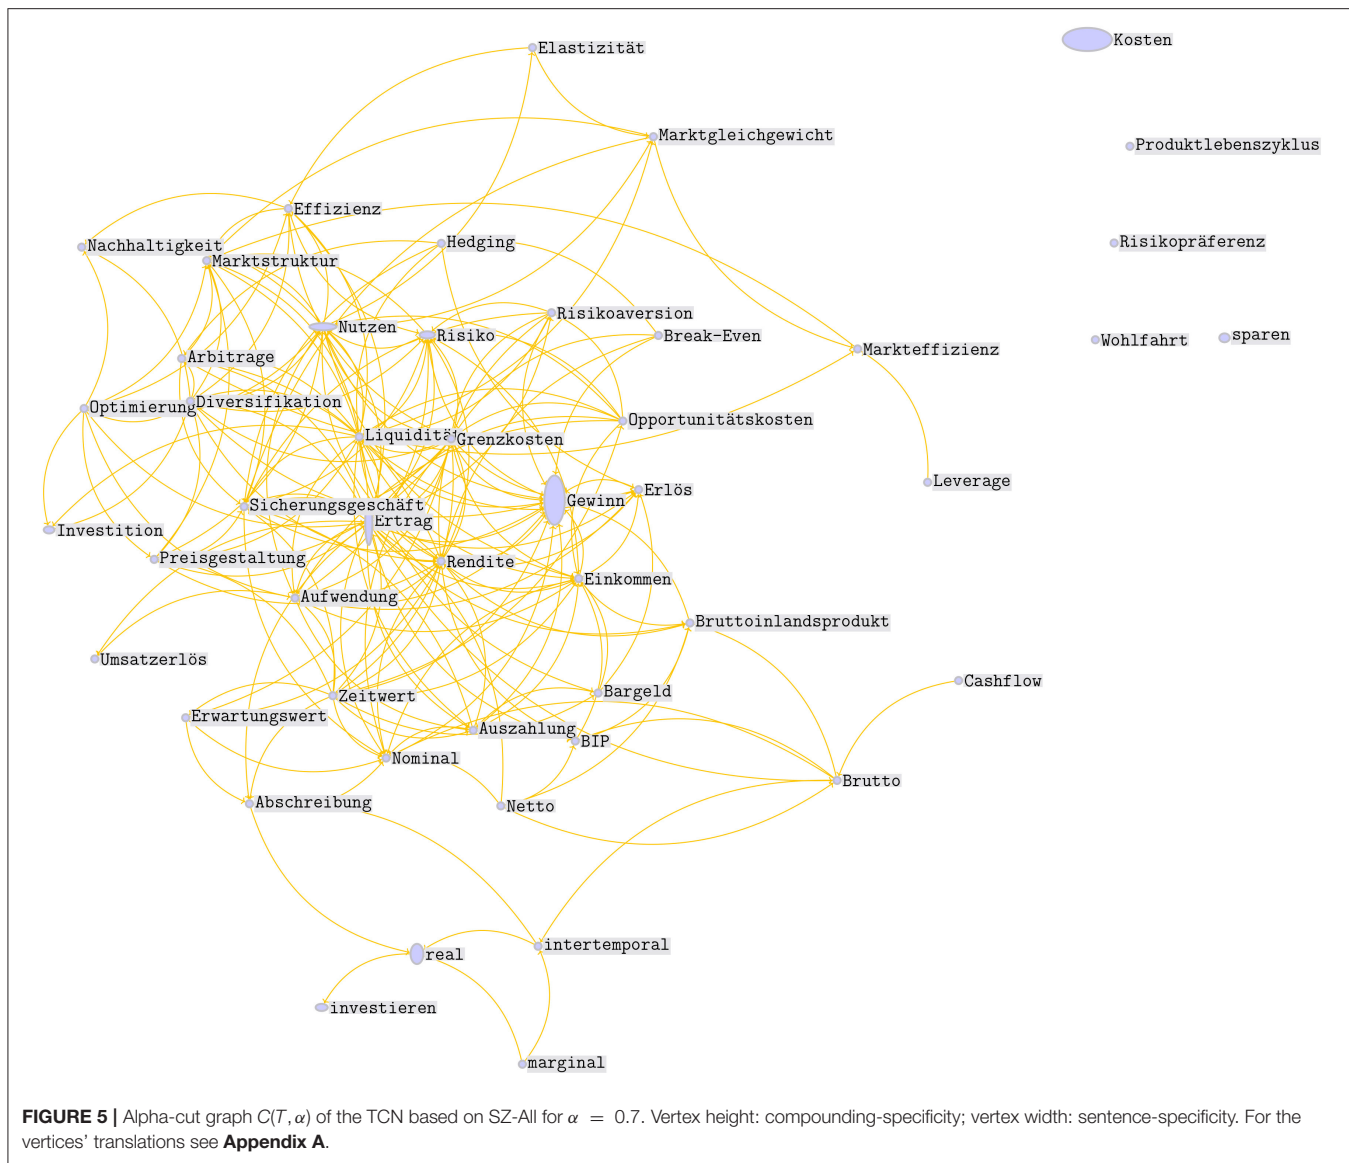 Elastizität
Kosten
Marktgleichgewicht
Produktlebenszyklus
Effizienz
Nachhaltigkeit
Hedging
Risikopräferenz
Marktstruktur
Risikoaversion
Nutzen
Risiko
Break-Even
Wohlfahrt
sparen
Arbitrage
Markteffizienz
Optimierung
Diversifikation
Opportunitätskosten
Liquidität
Grenzkosten
Leverage
Erlös
Gewinn
Sicherungsgeschäft
Ertrag
Investition
Preisgestaltung
Rendite
Einkommen
Aufwendung
Bruttoinlandsprodukt
Umsatzerlös
Cashflow
Zeitwert
Bargeld
Erwartungswert
Auszahlung
BIP
Nominal
Brutto
Abschreibung
Netto
intertemporal
real
investieren
marginal
FIGURE 5 | Alpha-cut graph C(T, α) of the TCN based on SZ-All for α = 0.7. Vertex height: compounding-specificity; vertex width: sentence-specificity. For the
vertices' translations see Appendix A.